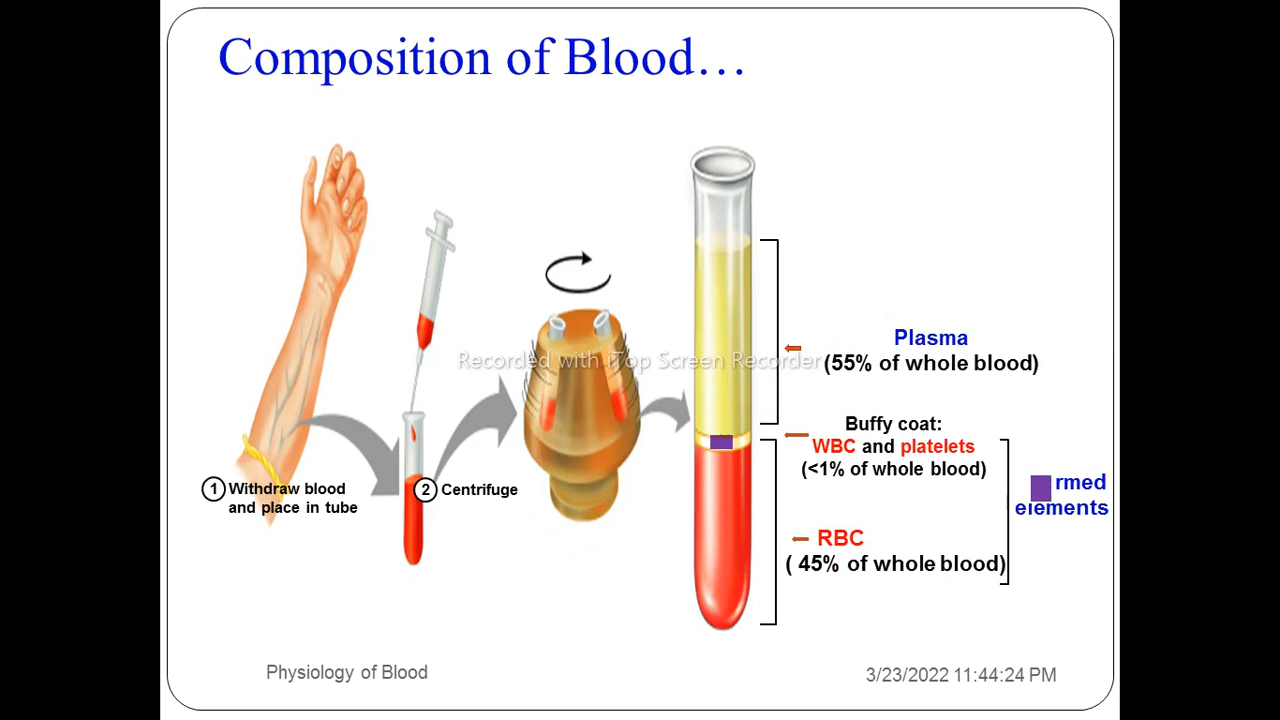 Composition of Blood…
Recorded with iTop Screen Recorder
Plasma
(55% of whole blood)
Buffy coat:
WBC and platelets
(<1% of whole blood)
rmed
elements
RBC
( 45% of whole blood)
1 Withdraw blood
and place in tube
2 Centrifuge
Physiology of Blood
3/23/2022 11:44:24 PM